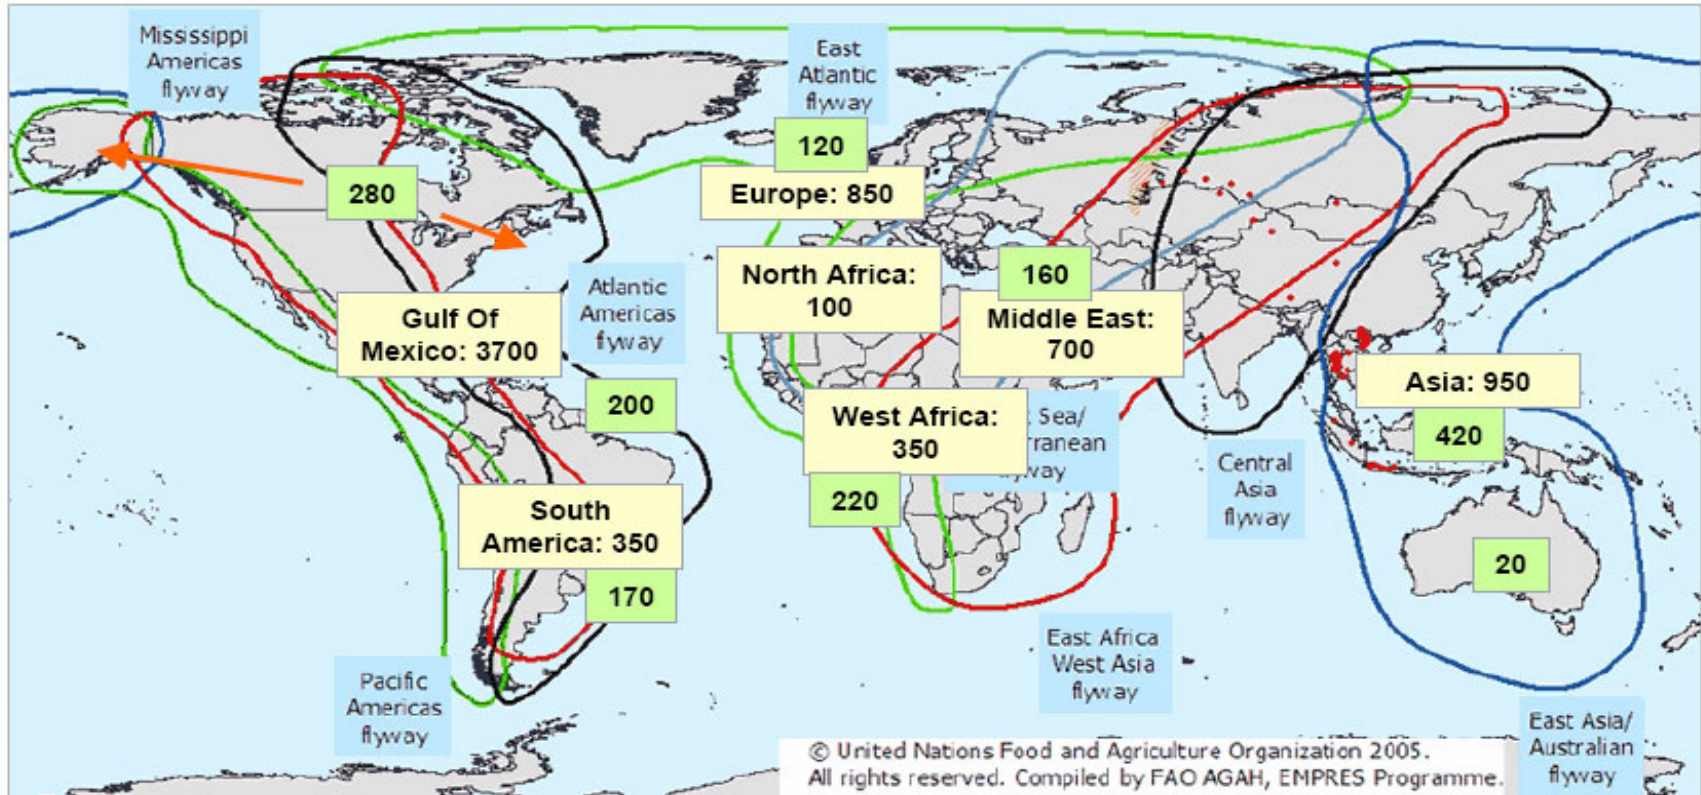 Mississippi
Americas
flyway
East
Atlantic
flyway
120
280
Europe: 850
North Africa:
100
160
Atlantic
Americas
flyway
Gulf Of
Mexico: 3700
Middle East:
700
Asia: 950
200
West Africa:
350
Sea/
rranean
yway
420
Central
Asia
flyway
220
South
America: 350
20
170
East Africa
West Asia
flyway
Pacific
Americas
flyway
East Asia/
Australian
flyway
© United Nations Food and Agriculture Organization 2005.
All rights reserved. Compiled by FAO AGAH, EMPRES Programme.